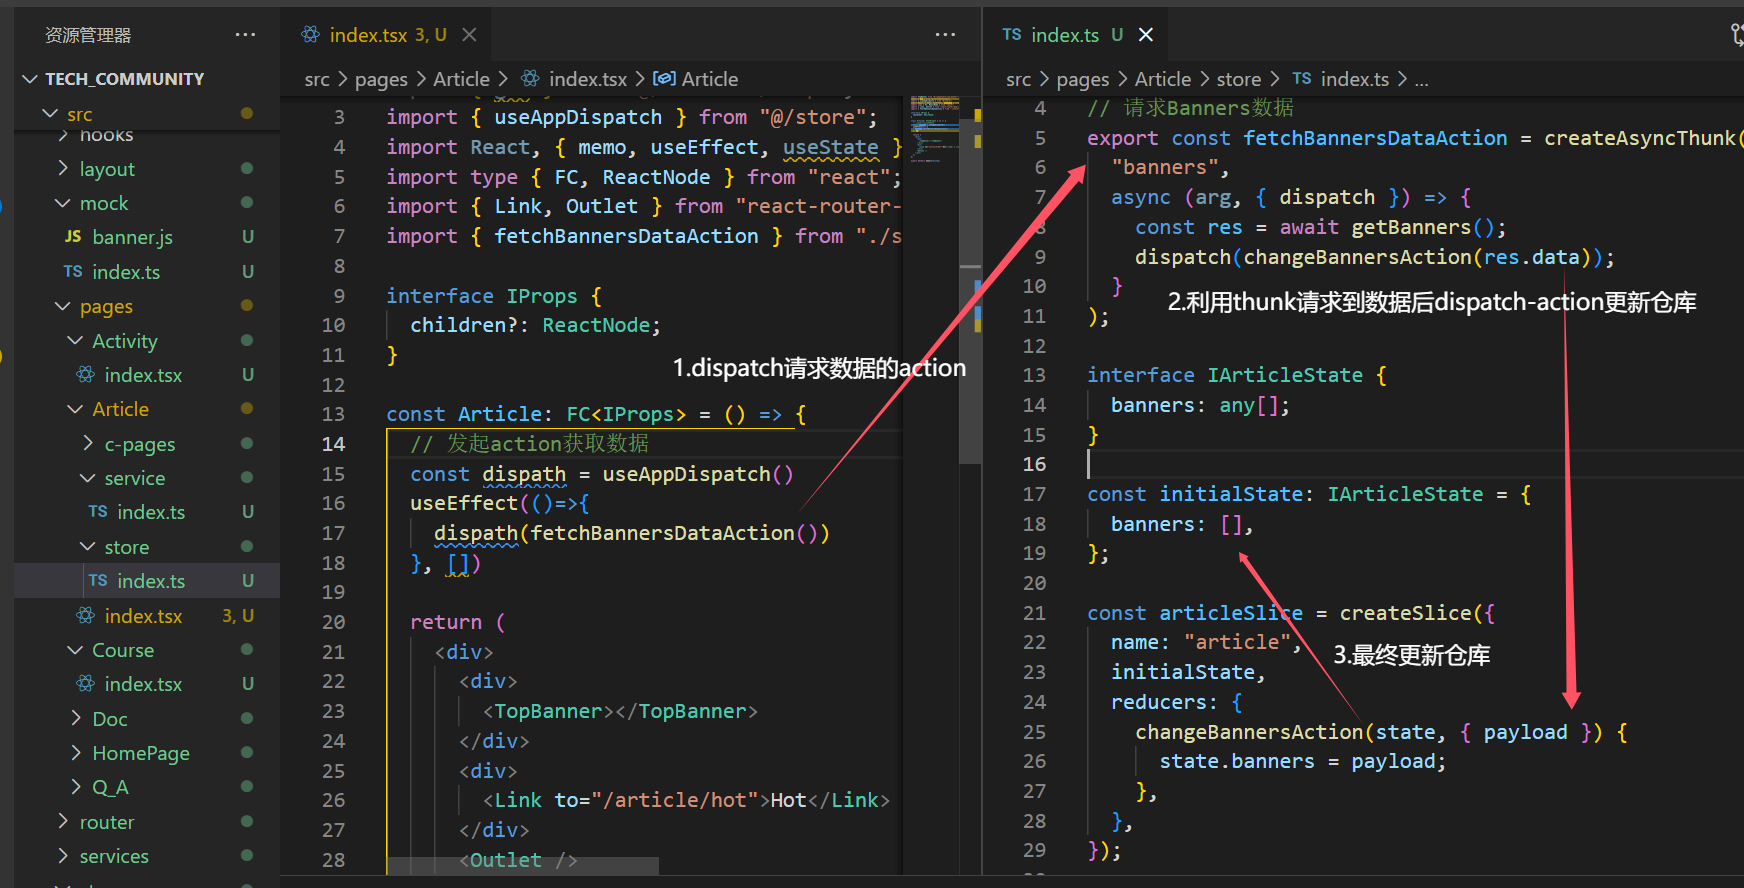 资源管理器
TECH_COMMUNITY
src
hooks
layout
mock
JS banner.js U
TS index.ts U
pages
Activity
index.tsx U
Article
c-pages
service
TS index.ts U
store
TS index.ts U
index.tsx 3, U
Course
index.tsx U
Doc
HomePage
Q_A
router
services
index.tsx 3, U
src > pages > Article > index.tsx > Article
3 import { useAppDispatch } from "@/store";
4 import React, { memo, useEffect, useState }
5 import type { FC, ReactNode } from "react";
6 import { Link, Outlet } from "react-router-
7 import { fetchBannersDataAction } from "./s
8
9 interface IProps {
10 children?: ReactNode;
11 }
12
13 const Article: FC<IProps> = () => {
14 // 发起action获取数据
15 const dispath = useAppDispatch()
16 useEffect(()=>{
17 dispath(fetchBannersDataAction())
18 }, [])
19
20 return (
21 <div>
22 <div>
23 <TopBanner></TopBanner>
24 </div>
25 <div>
26 <Link to="/article/hot">Hot</Link>
27 </div>
28 <Outlet />
1.dispatch请求数据的action
TS index.ts U
src > pages > Article > store > TS index.ts > ...
4 // 请求Banners数据
5 export const fetchBannersDataAction = createAsyncThunk(
6 "banners",
7 async (arg, { dispatch }) => {
8 const res = await getBanners();
9 dispatch(changeBannersAction(res.data));
10 }
11 );
12
13 interface IArticleState {
14 banners: any[];
15 }
16
17 const initialState: IArticleState = {
18 banners: [],
19 };
20
21 const articleSlice = createSlice({
22 name: "article",
23 initialState,
24 reducers: {
25 changeBannersAction(state, { payload }) {
26 state.banners = payload;
27 },
28 },
29 });
2.利用thunk请求到数据后dispatch-action更新仓库
3.最终更新仓库